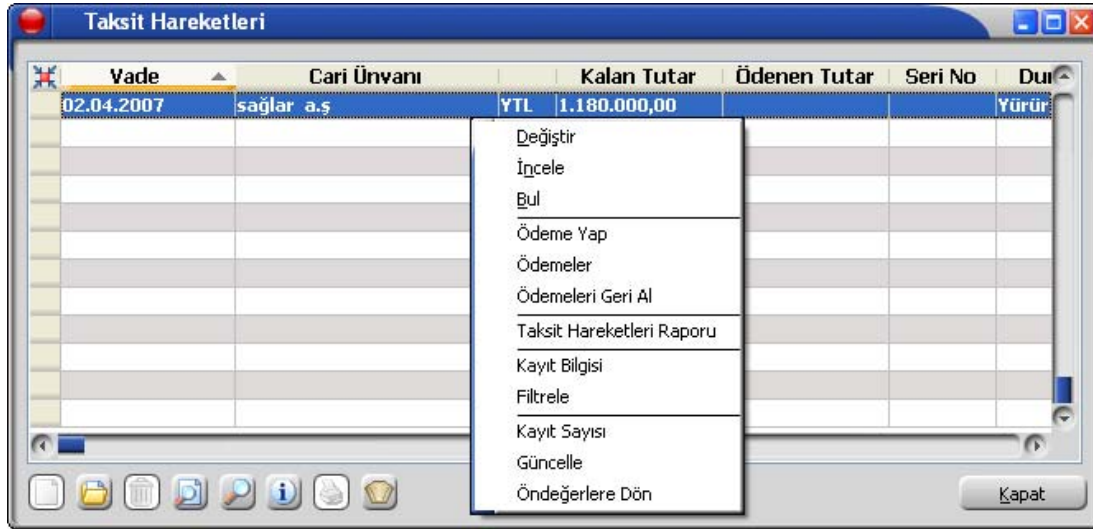 Taksit Hareketleri
Vade Cari Ünvanı Kalan Tutar Ödenen Tutar Seri No Dur
02.04.2007 sağlar a.ş YTL 1.180.000,00 Yürür
Değiştir
İncele
Bul
Ödeme Yap
Ödemeler
Ödemeleri Geri Al
Taksit Hareketleri Raporu
Kayıt Bilgisi
Filtrele
Kayıt Sayısı
Güncelle
Öndeğerlere Dön
Kapat